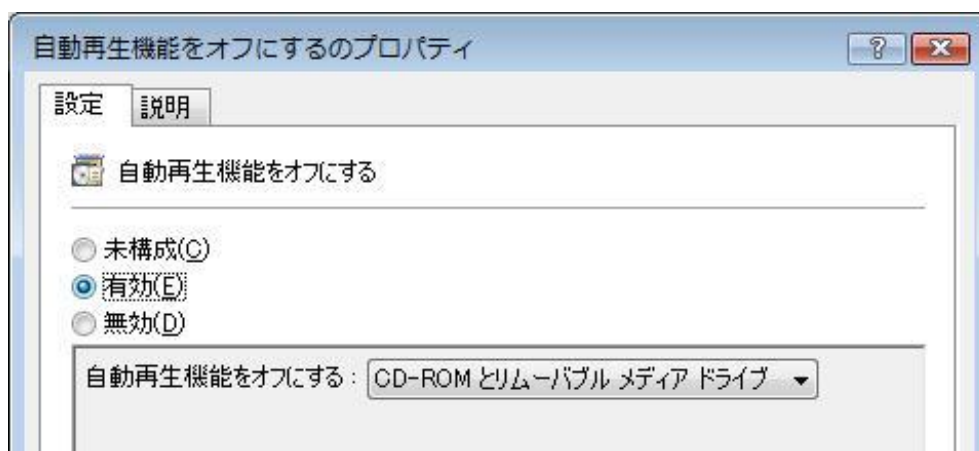 自動再生機能をオフにするのプロパティ
設定 説明
自動再生機能をオフにする
未構成(C)
有効(E)
無効(D)
自動再生機能をオフにする: CD-ROM とリムーバブル メディア ドライブ